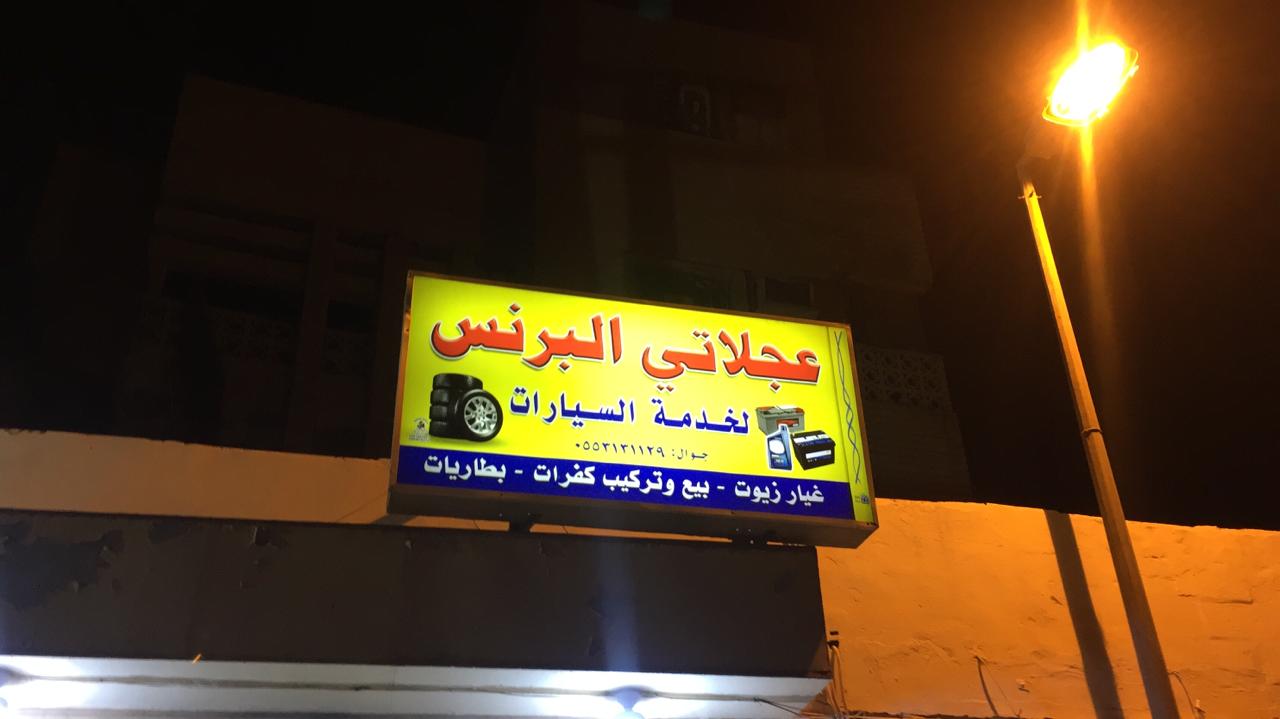 عجلاتي البرنس
لخدمة السيارات
جوال: ٠٥٥٣١٣١١٢٩
غيار زيوت - بيع وتركيب كفرات - بطاريات